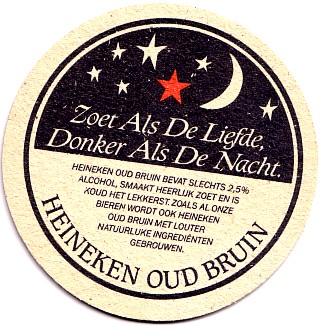 Zoet Als De Liefde,
Donker Als De Nacht.
HEINEKEN OUD BRUIN BEVAT SLECHTS 2,5%
ALCOHOL, SMAAKT HEERLIJK ZOET EN IS
KOUD HET LEKKERST. ZOALS AL ONZE
BIEREN WORDT OOK HEINEKEN
OUD BRUIN MET LOUTER
NATUURLIJKE INGREDIËNTEN
GEBROUWEN.
HEINEKEN OUD BRUIN